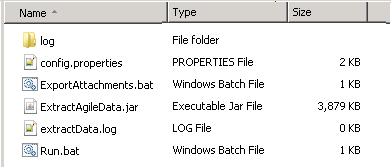 Name Type Size
log File folder
config.properties PROPERTIES File 2 KB
ExportAttachments.bat Windows Batch File 1 KB
ExtractAgileData.jar Executable Jar File 3,879 KB
extractData.log LOG File 0 KB
Run.bat Windows Batch File 1 KB